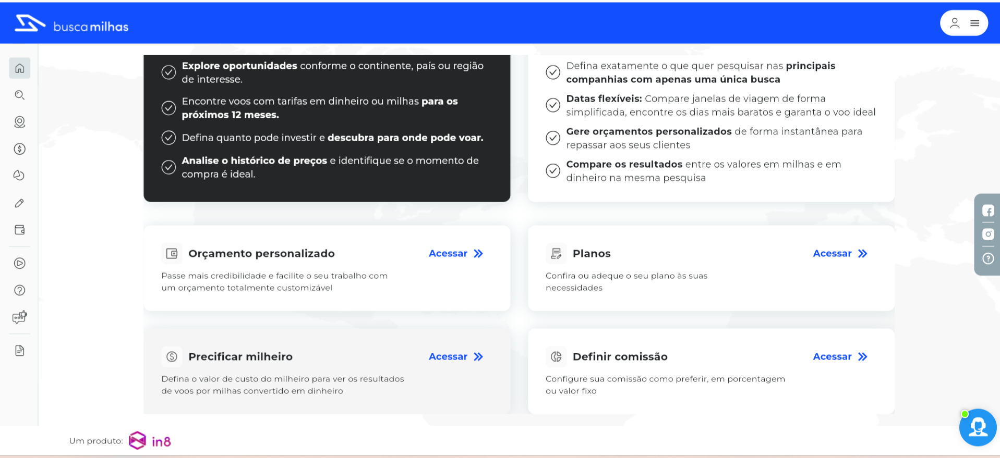 buscamilhas
Explore oportunidades conforme o continente, país ou região
de interesse.
Encontre voos com tarifas em dinheiro ou milhas para os
próximos 12 meses.
Defina quanto pode investir e descubra para onde pode voar.
Analise o histórico de preços e identifique se o momento de
compra é ideal.
Defina exatamente o que quer pesquisar nas principais
companhias com apenas uma única busca
Datas flexíveis: Compare janelas de viagem de forma
simplificada, encontre os dias mais baratos e garanta o voo ideal
Gere orçamentos personalizados de forma instantânea para
repassar aos seus clientes
Compare os resultados entre os valores em milhas e em
dinheiro na mesma pesquisa
Orçamento personalizado
Acessar
Passe mais credibilidade e facilite o seu trabalho com
um orçamento totalmente customizável
Planos
Acessar
Confira ou adeque o seu plano às suas
necessidades
Precificar milheiro
Acessar
Defina o valor de custo do milheiro para ver os resultados
de voos por milhas convertido em dinheiro
Definir comissão
Acessar
Configure sua comissão como preferir, em porcentagem
ou valor fixo
Um produto: in8